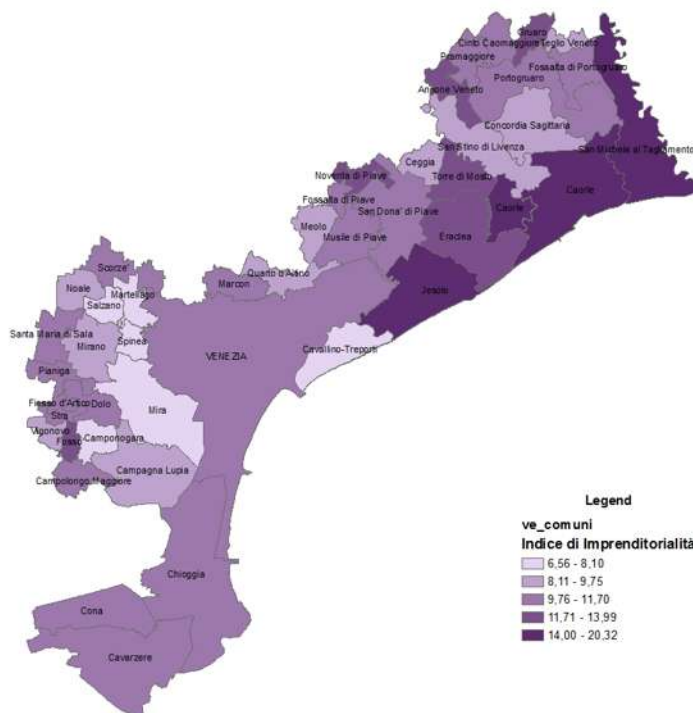 Gruaro
Cinto Caomaggiore
Teglio Veneto
Pramaggiore
Fossalta di Portogruaro
Portogruaro
Annone Veneto
Concordia Sagittaria
San Stino di Livenza
San Michele al Tagliamento
Ceggia
Noventa di Piave
Torre di Mosto
Caorle
Fossalta di Piave
Caorle
San Dona' di Piave
Meolo
Musile di Piave
Eraclea
Scorze'
Quarto d'Altino
Marcon
Noale
Martellago
Jesolo
Salzano
Santa Maria di Sala
Spinea
Mirano
VENEZIA
Cavallino-Treporti
Pianiga
Fiesso d'Artico
Dolo
Mira
Stra
Vigonovo
Fosso'
Camponogara
Campagna Lupia
Campolongo Maggiore
Legend
ve_comuni
Indice di Imprenditorialità
6,56 - 8,10
8,11 - 9,75
9,76 - 11,70
11,71 - 13,99
14,00 - 20,32
Chioggia
Cona
Cavarzere